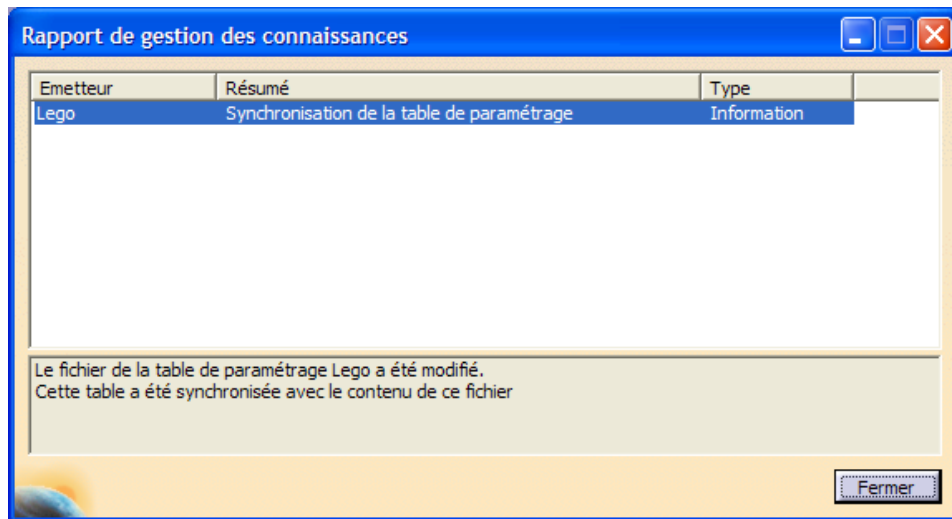 Rapport de gestion des connaissances
Emetteur Résumé Type
Lego Synchronisation de la table de paramétrage Information
Le fichier de la table de paramétrage Lego a été modifié.
Cette table a été synchronisée avec le contenu de ce fichier
Fermer